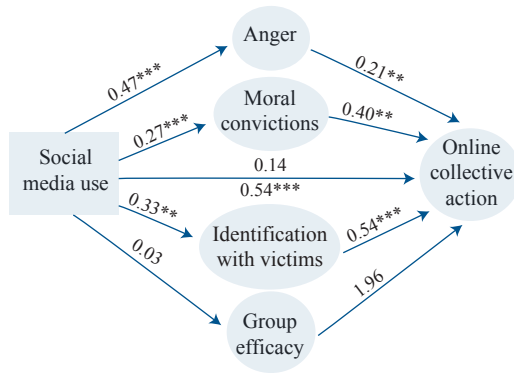 Anger
0.47***
0.21**
Moral
convictions
0.27***
0.40**
Social
media use
0.14
0.54***
Online
collective
action
0.33**
Identification
with victims
0.54***
0.03
Group
efficacy
1.96